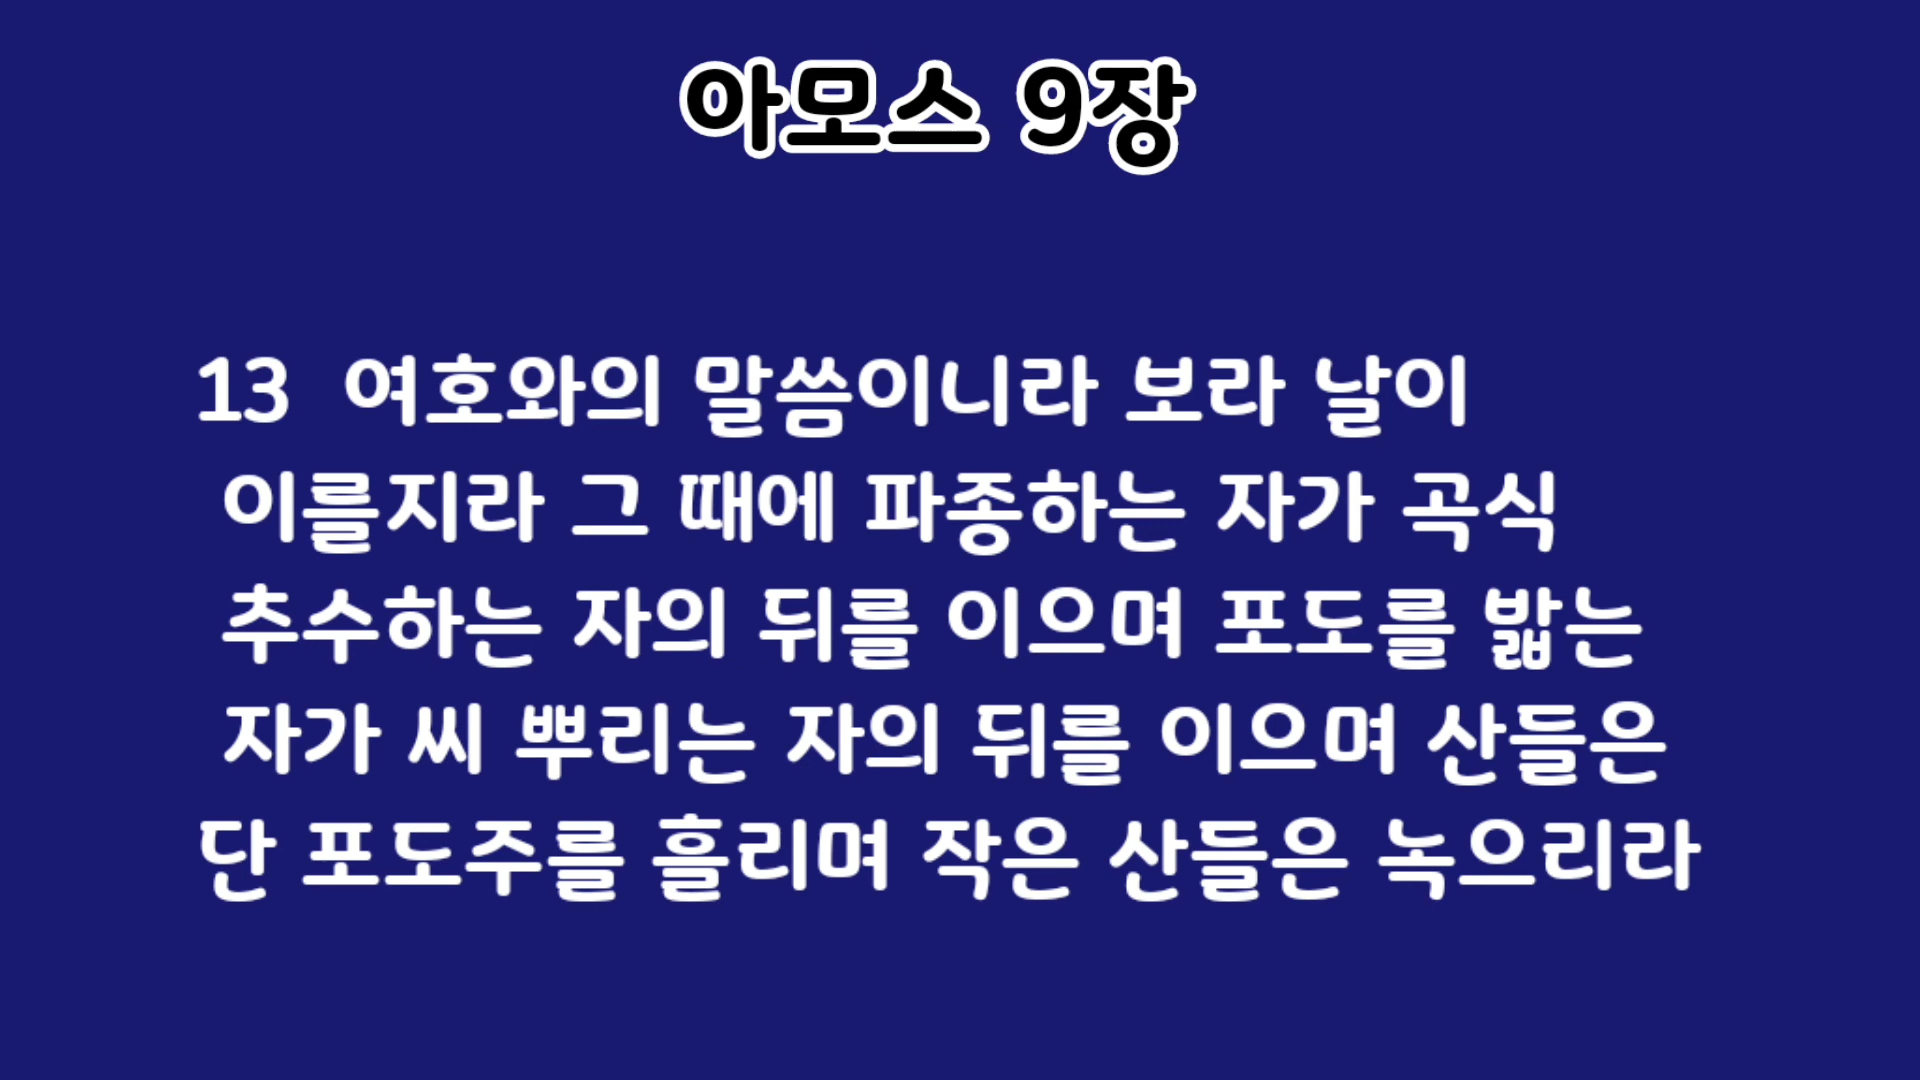 아모스 9장
13 여호와의 말씀이니라 보라 날이
이를지라 그 때에 파종하는 자가 곡식
추수하는 자의 뒤를 이으며 포도를 밟는
자가 씨 뿌리는 자의 뒤를 이으며 산들은
단 포도주를 흘리며 작은 산들은 녹으리라